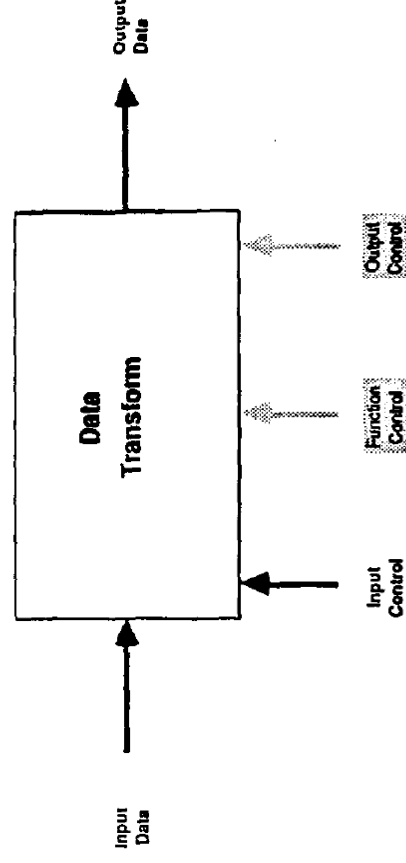 Data
Transform
Input
Data
Output
Data
Input
Control
Function
Control
Output
Control